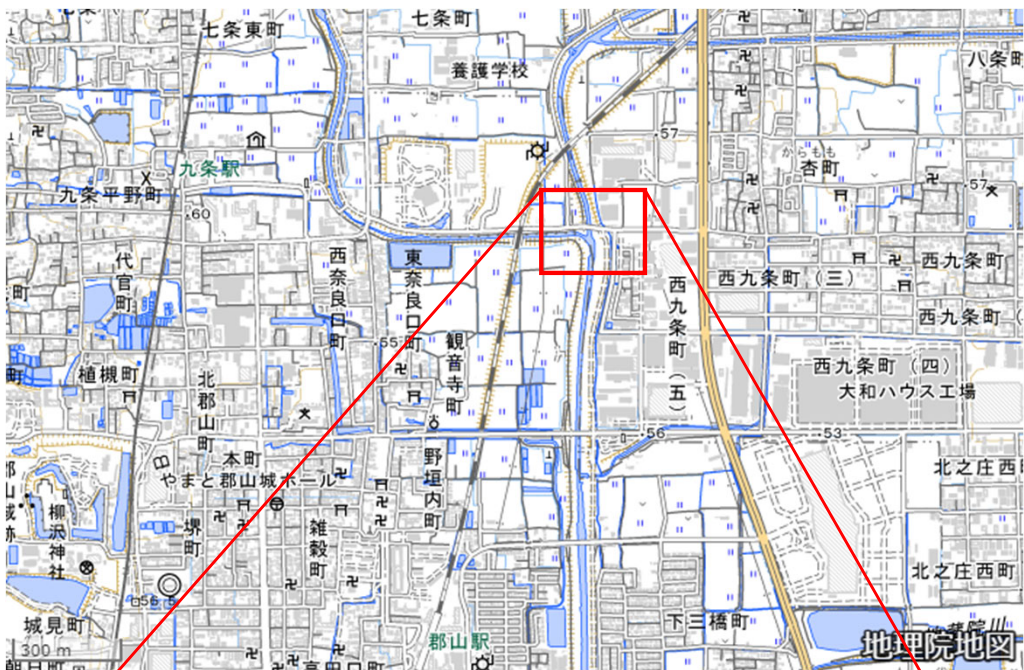 七条東町
七条町
養護学校
八条町
57
からもも
杏町
57
九条駅
九条平野町
60
代官町
西奈良口町
東奈良口町
西九条町（五）
西九条町（三）
西九条町
西九条町（
55
観音寺町
植槻町
北郡山町
西九条町（四）
大和ハウス工場
56
53
本町
やまと郡山城ホール
野垣内町
北之庄西町
柳沢神社
堺町
雑穀町
北之庄西町
下三橋町
城見町
郡山駅
高田口町
300 m
地理院地図